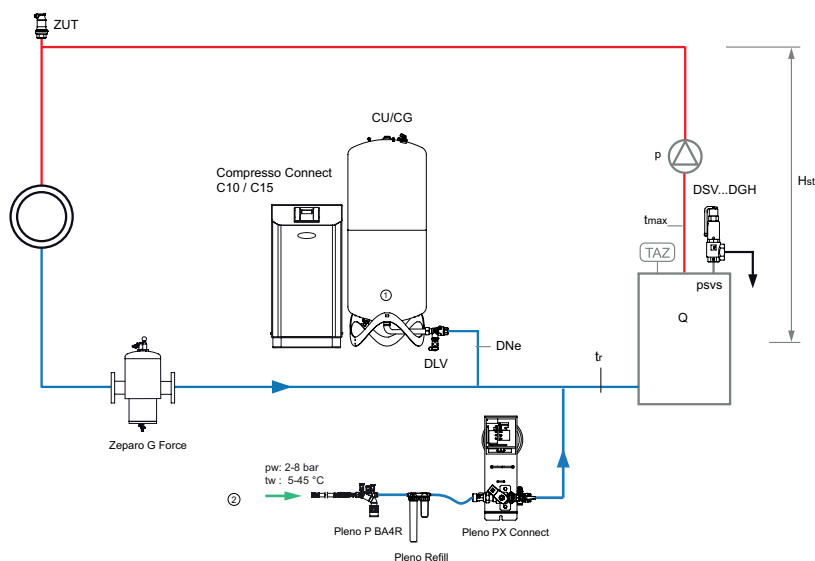 ZUT
CU/CG
Compresso Connect
C10 / C15
p
Hst
DSV...DGH
tmax
TAZ
psvs
①
Q
DNe
DLV
tr
Zeparo G Force
pw: 2-8 bar
tw : 5-45 °C
②
Pleno P BA4R
Pleno Refill
Pleno PX Connect